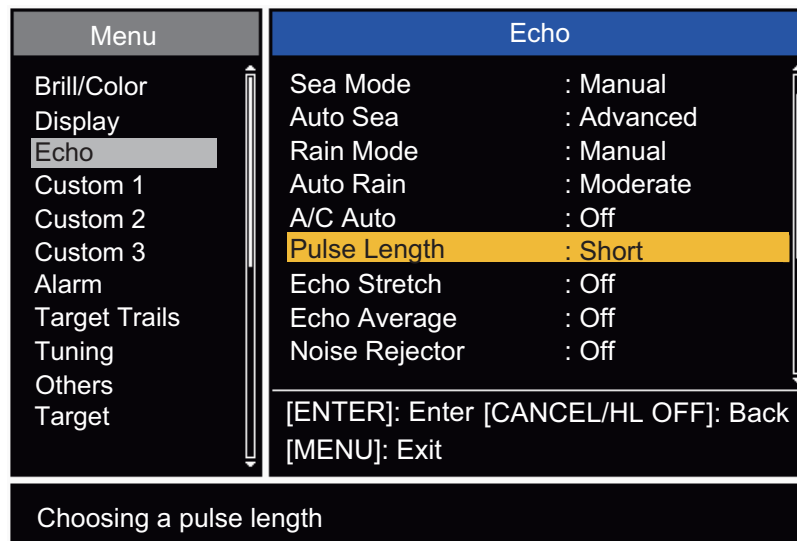 Menu
Brill/Color
Display
Echo
Custom 1
Custom 2
Custom 3
Alarm
Target Trails
Tuning
Others
Target
Echo
Sea Mode : Manual
Auto Sea : Advanced
Rain Mode : Manual
Auto Rain : Moderate
A/C Auto : Off
Pulse Length : Short
Echo Stretch : Off
Echo Average : Off
Noise Rejector : Off
[ENTER]: Enter [CANCEL/HL OFF]: Back
[MENU]: Exit
Choosing a pulse length